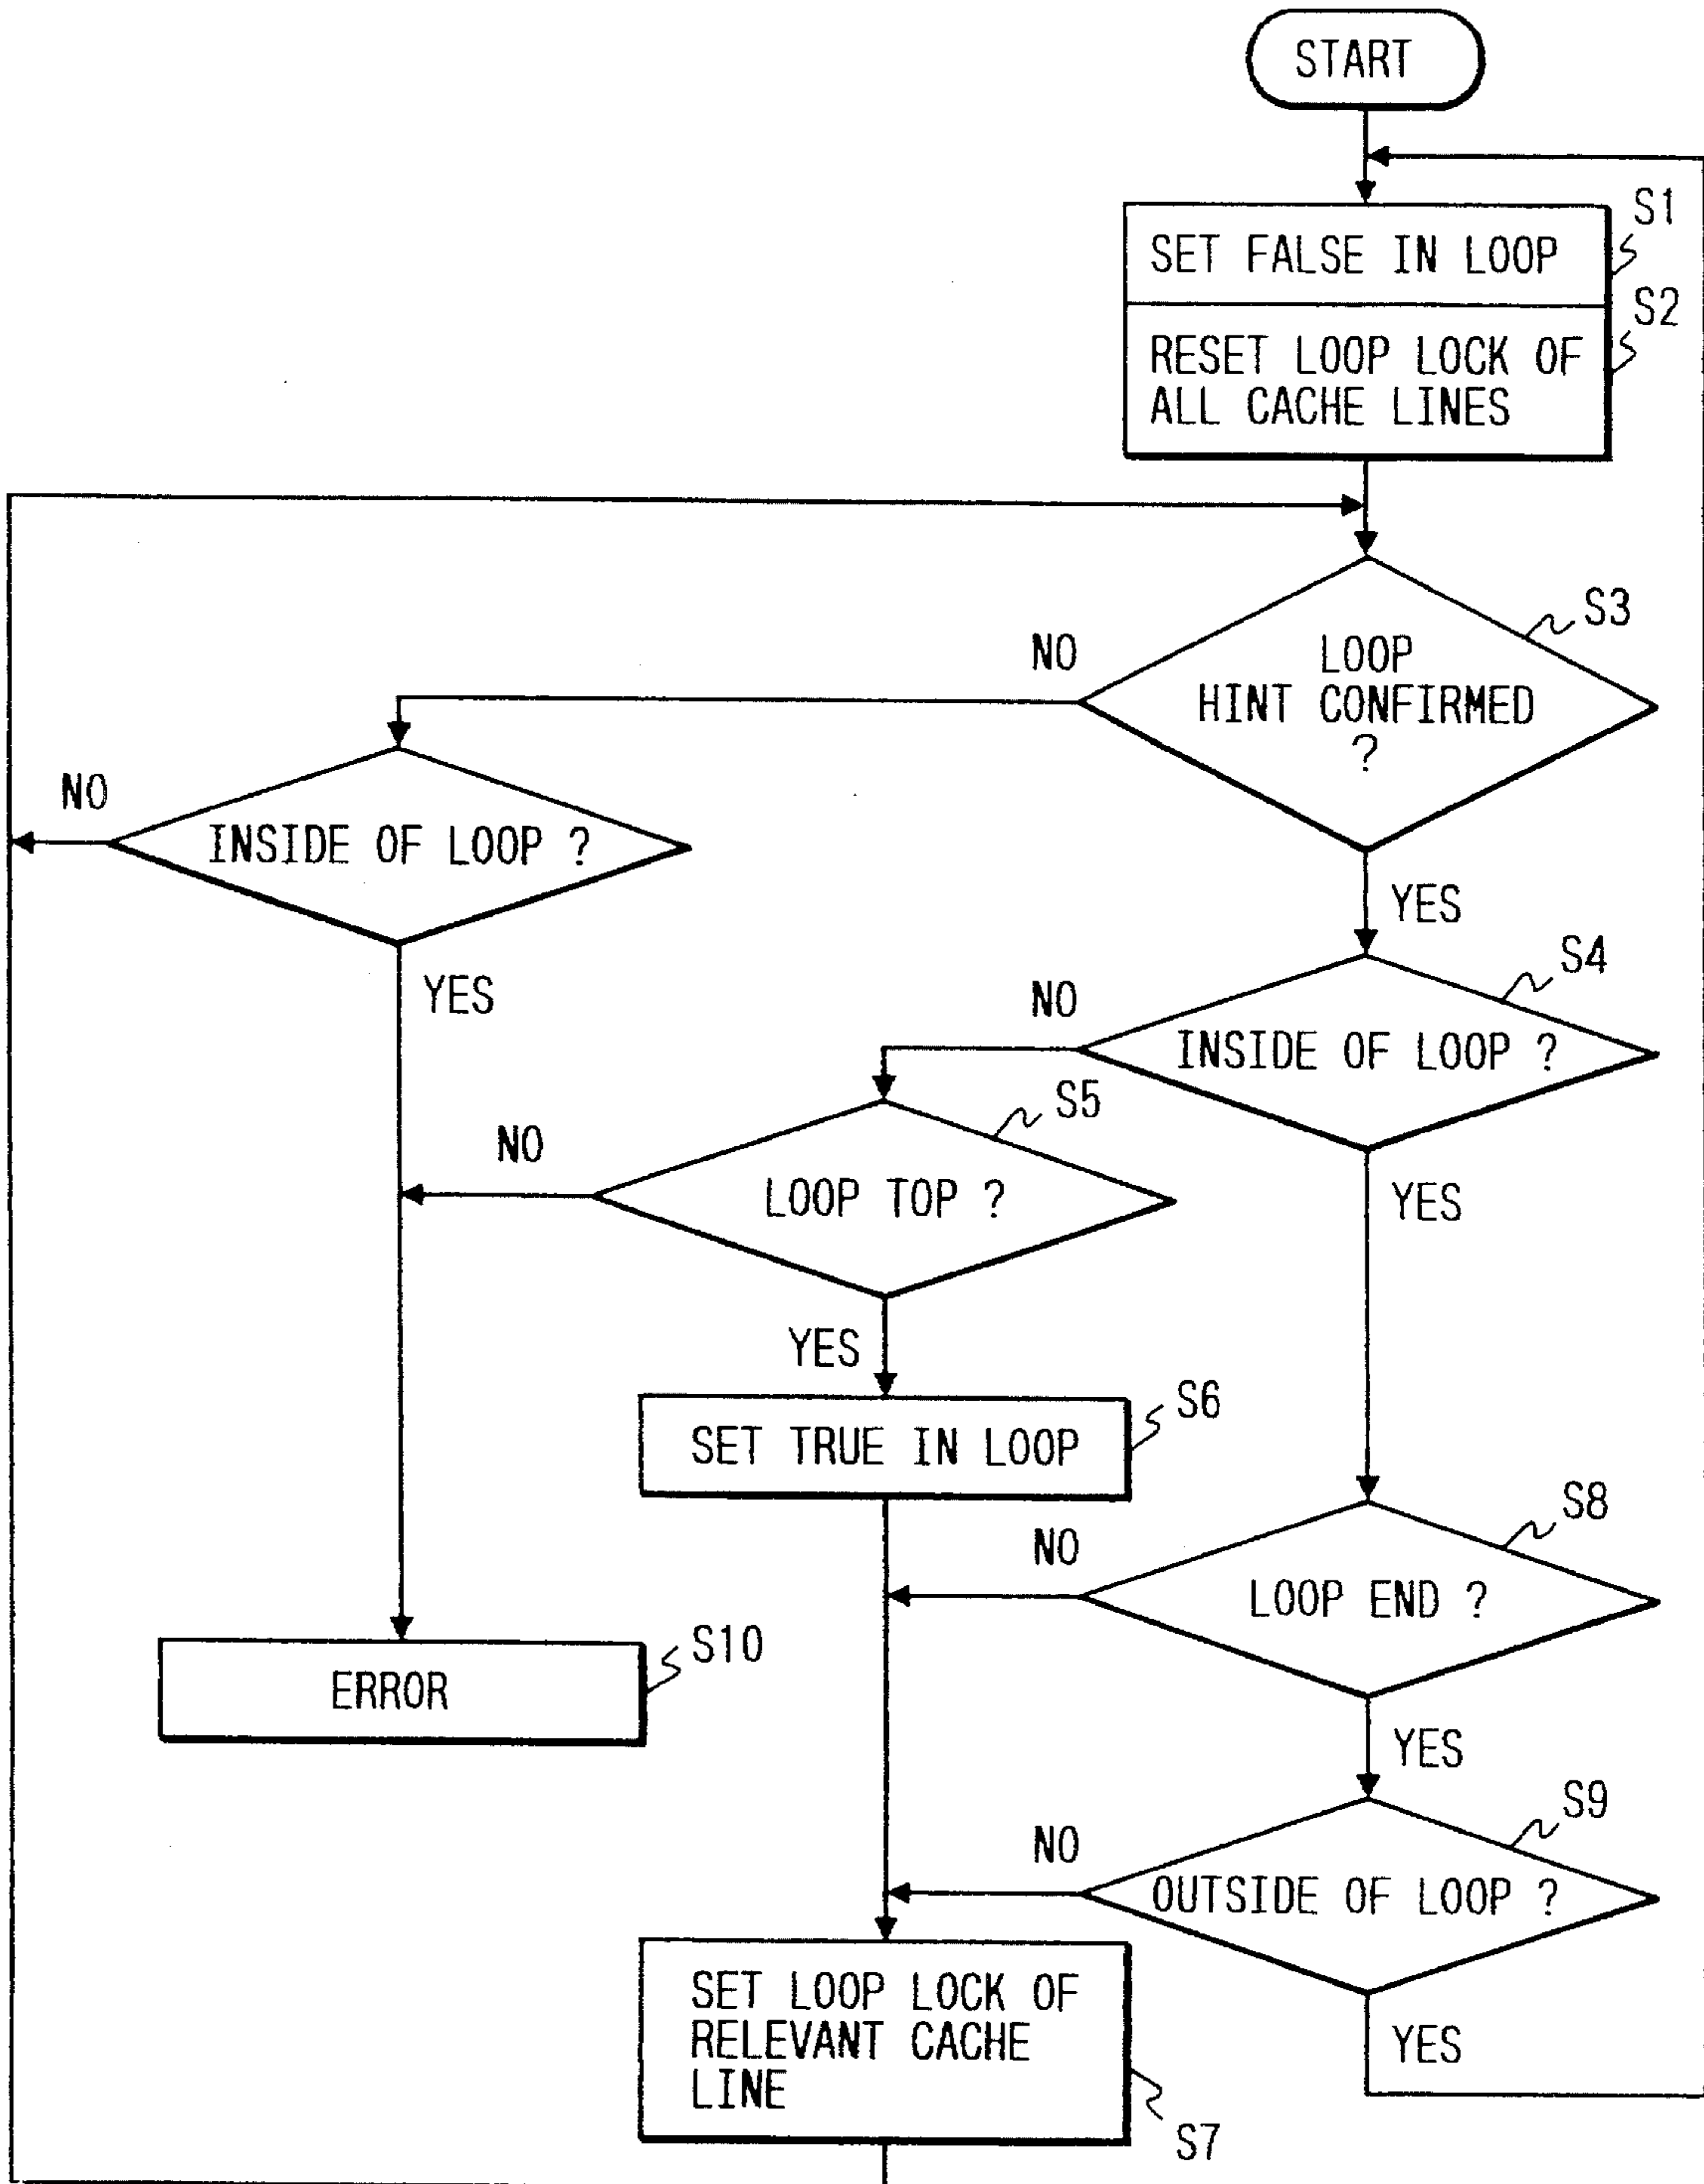 START
S1
SET FALSE IN LOOP
S2
RESET LOOP LOCK OF
ALL CACHE LINES
S3
NO
LOOP
HINT CONFIRMED
?
NO
INSIDE OF LOOP ?
YES
YES
S4
NO
INSIDE OF LOOP ?
S5
NO
LOOP TOP ?
YES
YES
S6
SET TRUE IN LOOP
S8
NO
LOOP END ?
S10
ERROR
YES
S9
NO
OUTSIDE OF LOOP ?
SET LOOP LOCK OF
RELEVANT CACHE
LINE
YES
S7